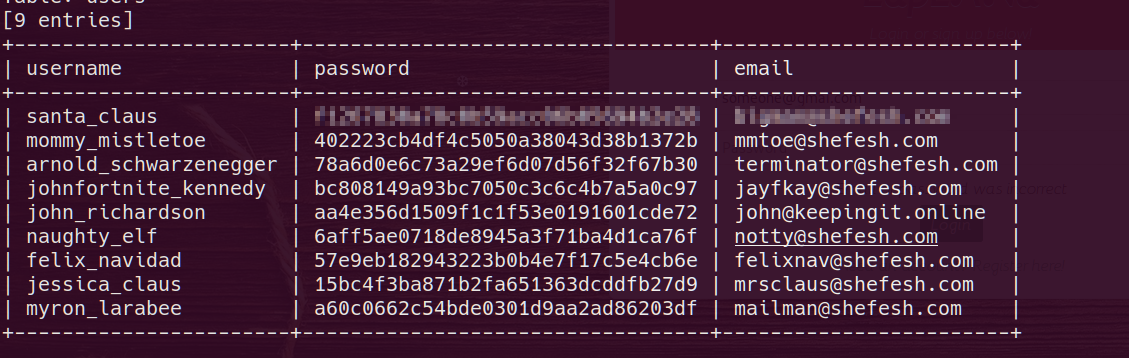 Table: users
[9 entries]
+-----------------------+----------------------------------+------------------------+
| username | password | email |
+-----------------------+----------------------------------+------------------------+
| santa_claus | | |
| mommy_mistletoe | 402223cb4df4c5050a38043d38b1372b | mmtoe@shefesh.com |
| arnold_schwarzenegger | 78a6d0e6c73a29ef6d07d56f32f67b30 | terminator@shefesh.com |
| johnfortnite_kennedy | bc808149a93bc7050c3c6c4b7a5a0c97 | jayfkay@shefesh.com |
| john_richardson | aa4e356d1509f1c1f53e0191601cde72 | john@keepingit.online |
| naughty_elf | 6aff5ae0718de8945a3f71ba4d1ca76f | notty@shefesh.com |
| felix_navidad | 57e9eb182943223b0b4e7f17c5e4cb6e | felixnav@shefesh.com |
| jessica_claus | 15bc4f3ba871b2fa651363dcddfb27d9 | mrsclaus@shefesh.com |
| myron_larabee | a60c0662c54bde0301d9aa2ad86203df | mailman@shefesh.com |
+-----------------------+----------------------------------+------------------------+